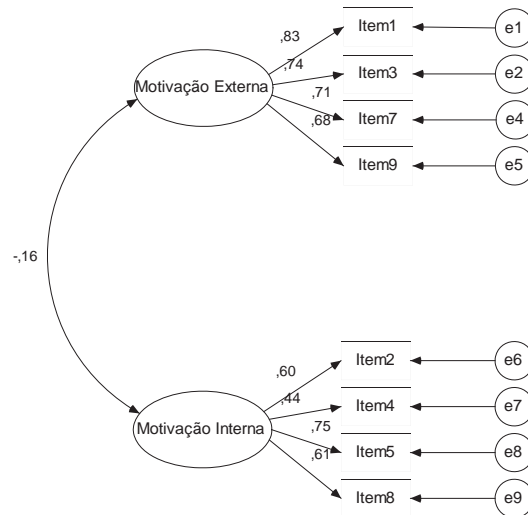 ,83
Item1
e1
,74
Motivação Externa
Item3
e2
,71
Item7
e4
,68
Item9
e5
-,16
,60
Item2
e6
,44
Item4
e7
Motivação Interna
,75
Item5
e8
,61
Item8
e9